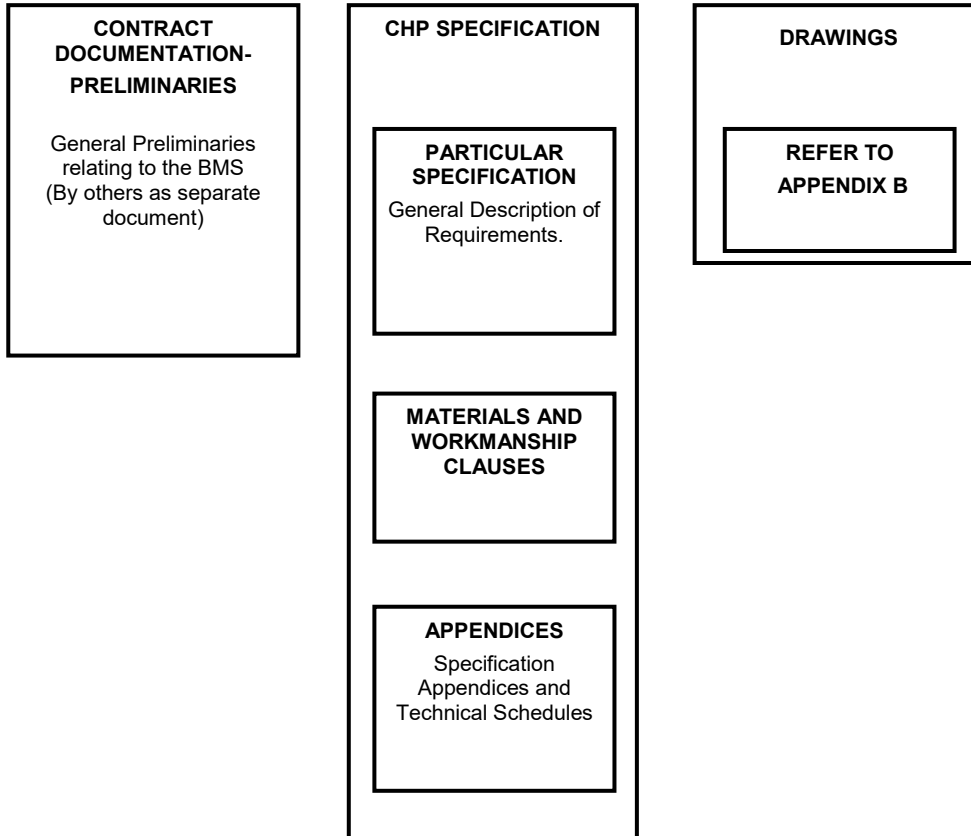 CONTRACT
DOCUMENTATION-
PRELIMINARIES
General Preliminaries
relating to the BMS
(By others as separate
document)
CHP SPECIFICATION
PARTICULAR
SPECIFICATION
General Description of
Requirements.
MATERIALS AND
WORKMANSHIP
CLAUSES
APPENDICES
Specification
Appendices and
Technical Schedules
DRAWINGS
REFER TO
APPENDIX B